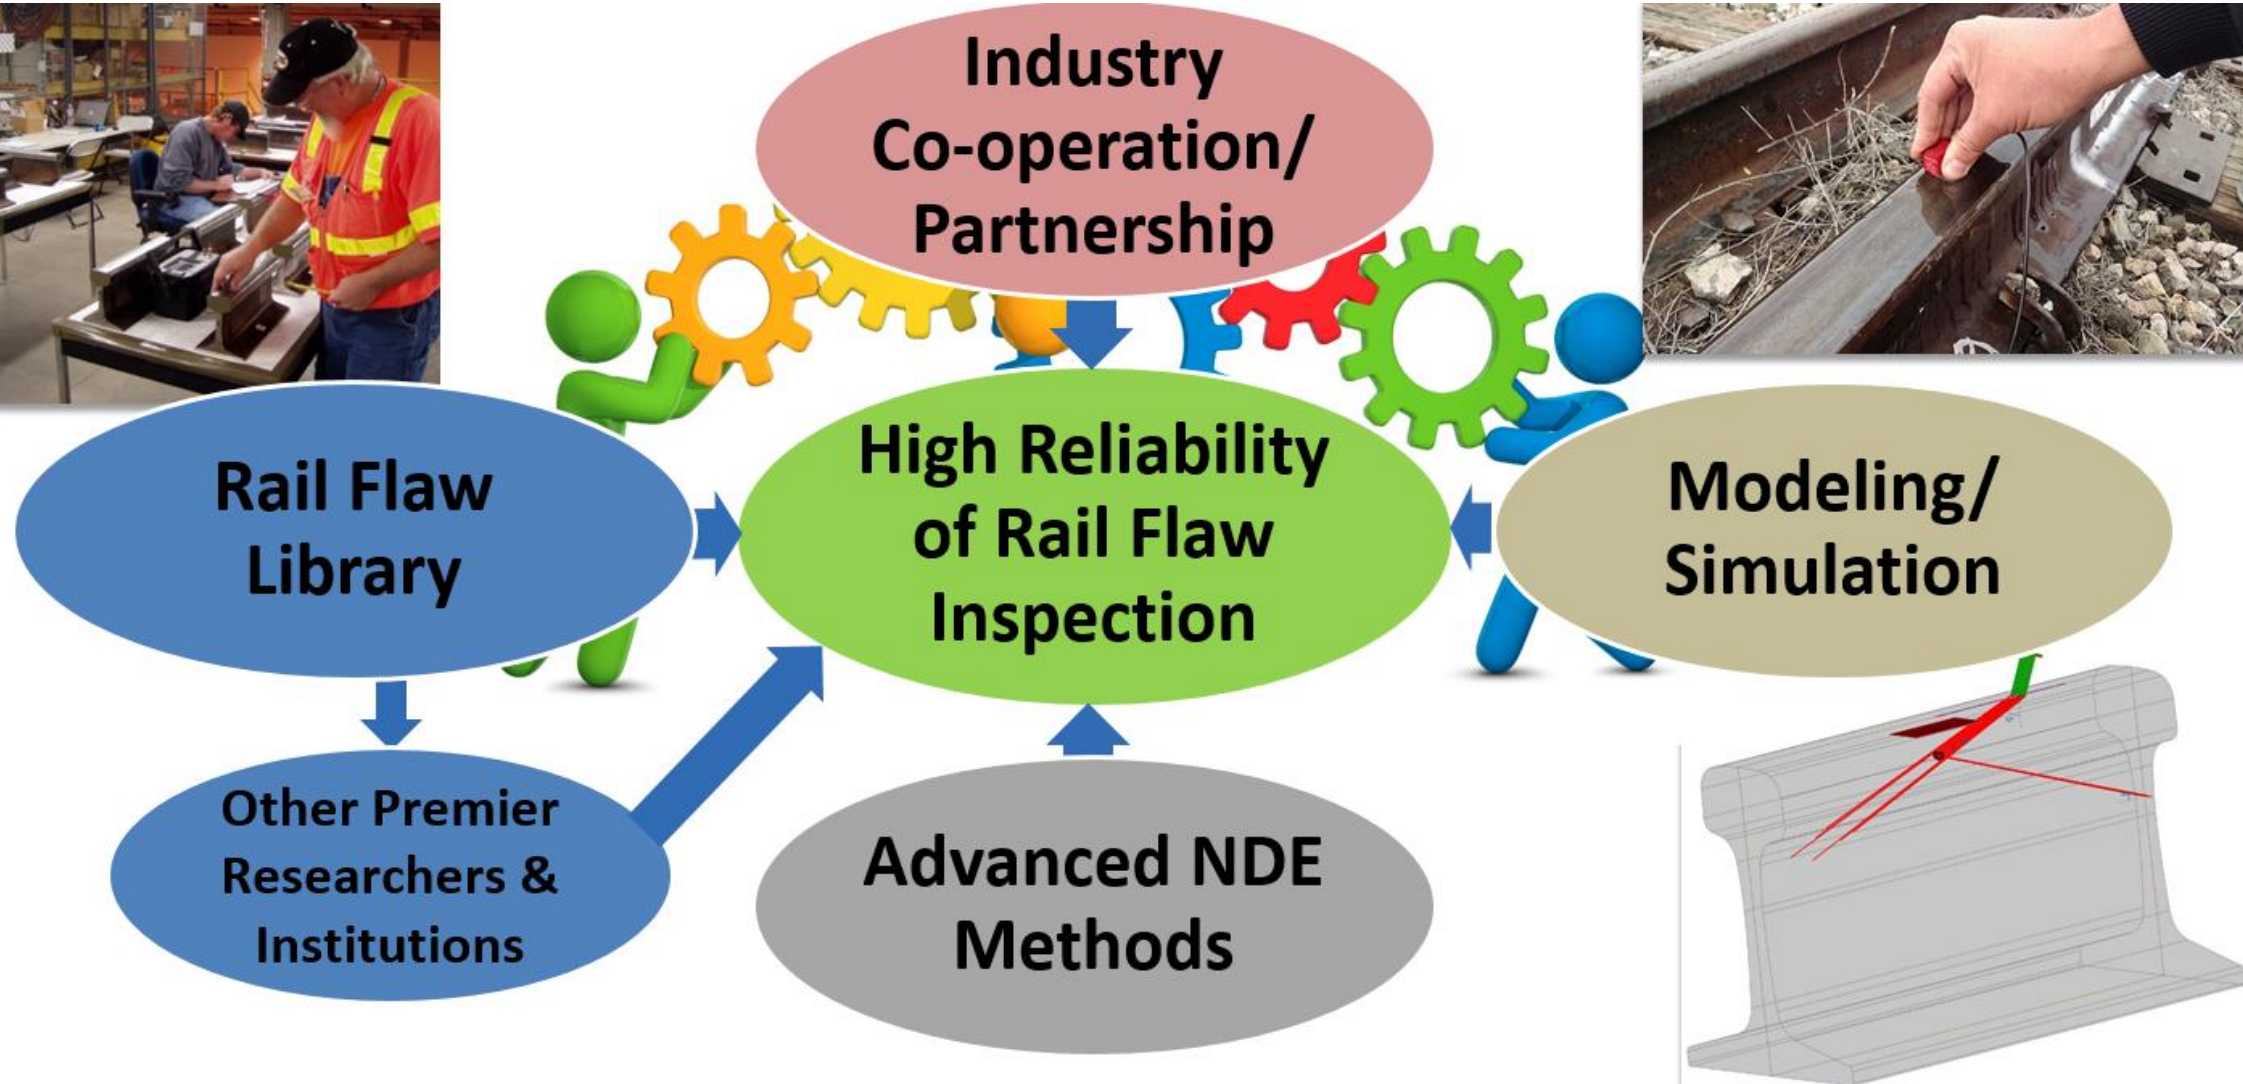 Industry
Co-operation/
Partnership
Rail Flaw
Library
High Reliability
of Rail Flaw
Inspection
Modeling/
Simulation
Other Premier
Researchers &
Institutions
Advanced NDE
Methods